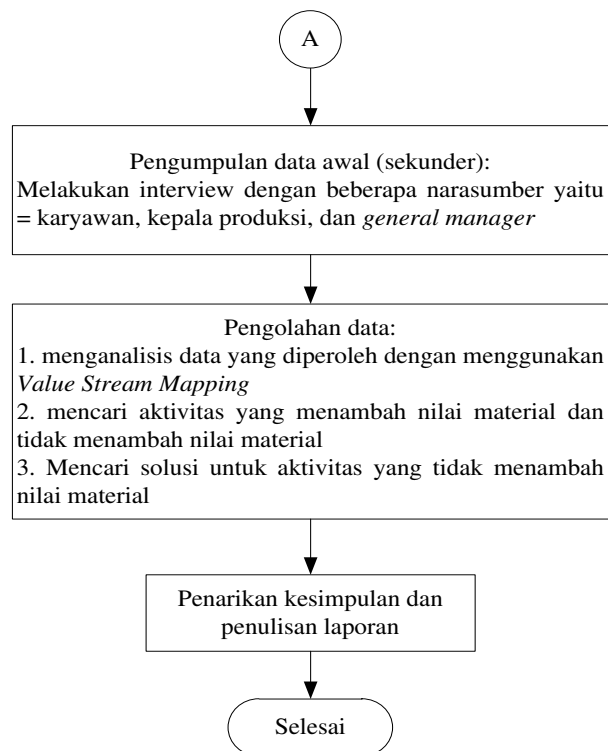 A
Pengumpulan data awal (sekunder):
Melakukan interview dengan beberapa narasumber yaitu
= karyawan, kepala produksi, dan general manager
Pengolahan data:
1. menganalisis data yang diperoleh dengan menggunakan
Value Stream Mapping
2. mencari aktivitas yang menambah nilai material dan
tidak menambah nilai material
3. Mencari solusi untuk aktivitas yang tidak menambah
nilai material
Penarikan kesimpulan dan
penulisan laporan
Selesai